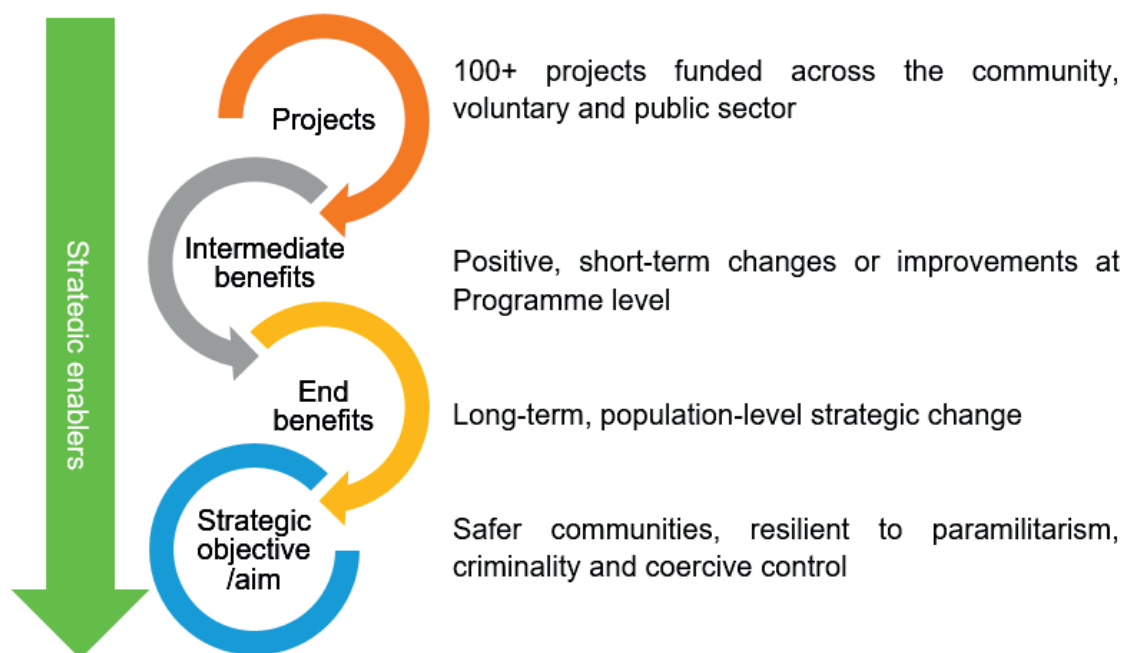 Strategic enablers
Projects
100+ projects funded across the community,
voluntary and public sector
Intermediate
benefits
Positive, short-term changes or improvements at
Programme level
End
benefits
Long-term, population-level strategic change
Strategic
objective
/aim
Safer communities, resilient to paramilitarism,
criminality and coercive control